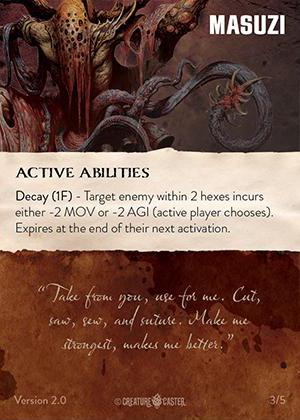 MASUZI
ACTIVE ABILITIES
Decay (1F) - Target enemy within 2 hexes incurs
either -2 MOV or -2 AGI (active player chooses).
Expires at the end of their next activation.
“Take from you, use for me. Cut,
saw, sew, and suture. Make me
strongest, makes me better.”
Version 2.0
© CREATURE CASTER
3/5